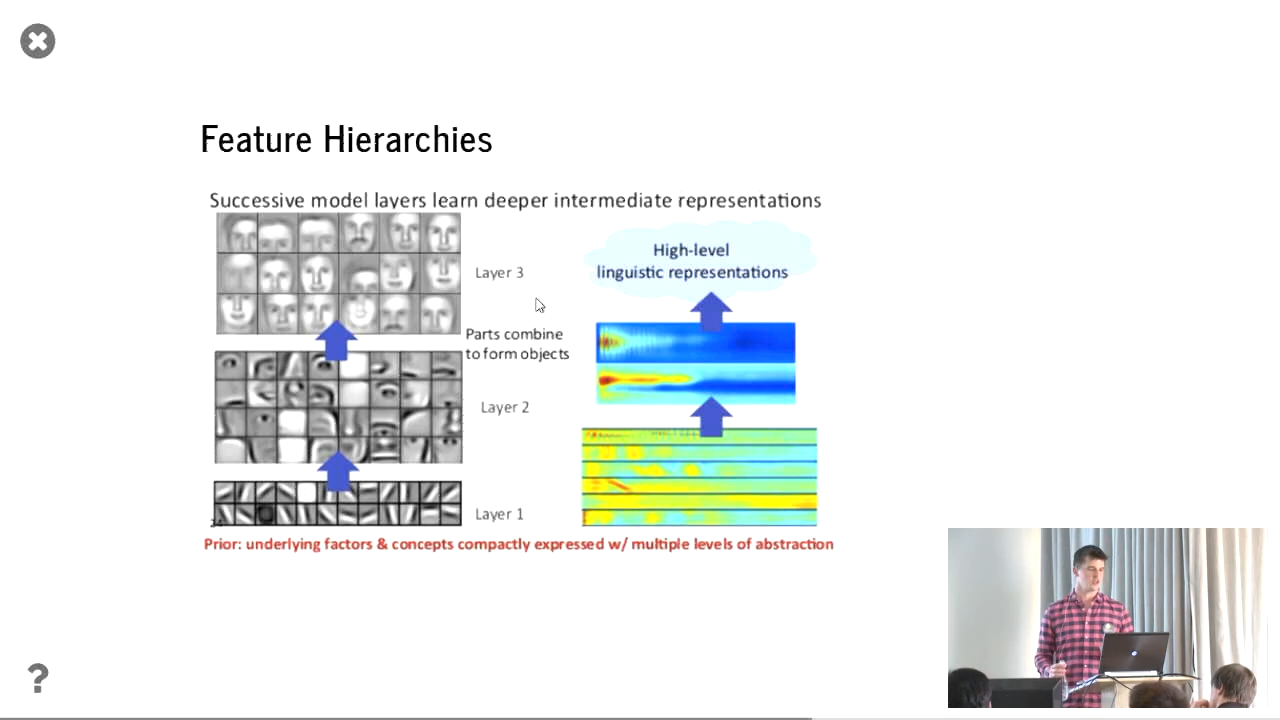 Feature Hierarchies
Successive model layers learn deeper intermediate representations
High-level
linguistic representations
Layer 3
Parts combine
to form objects
Layer 2
Layer 1
Prior: underlying factors & concepts compactly expressed w/ multiple levels of abstraction
?